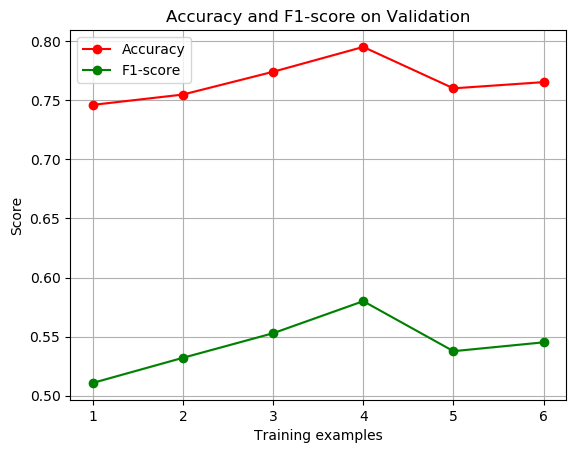 Accuracy and F1-score on Validation
Accuracy
F1-score
0.80
0.75
0.70
0.65
0.60
0.55
0.50
Score
1 2 3 4 5 6
Training examples